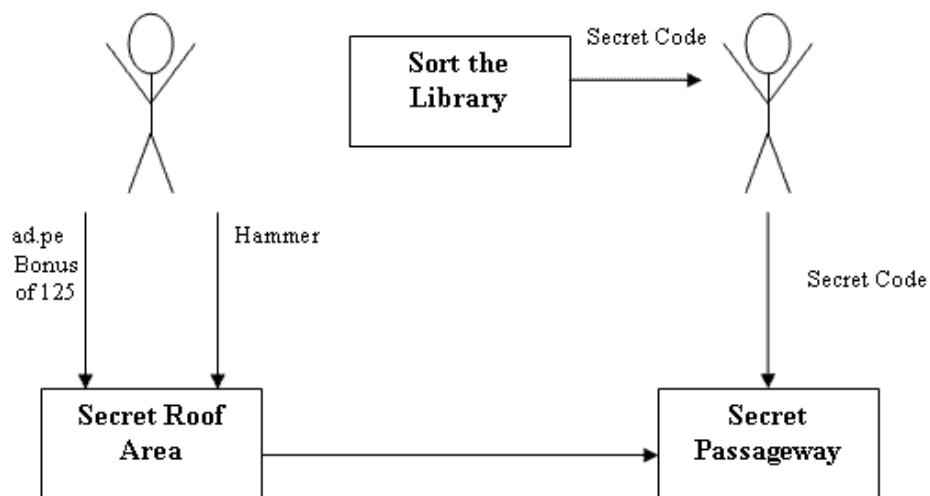 Sort the
Library
Secret Code
ad.pe
Bonus
of 125
Hammer
Secret Code
Secret Roof
Area
Secret
Passageway